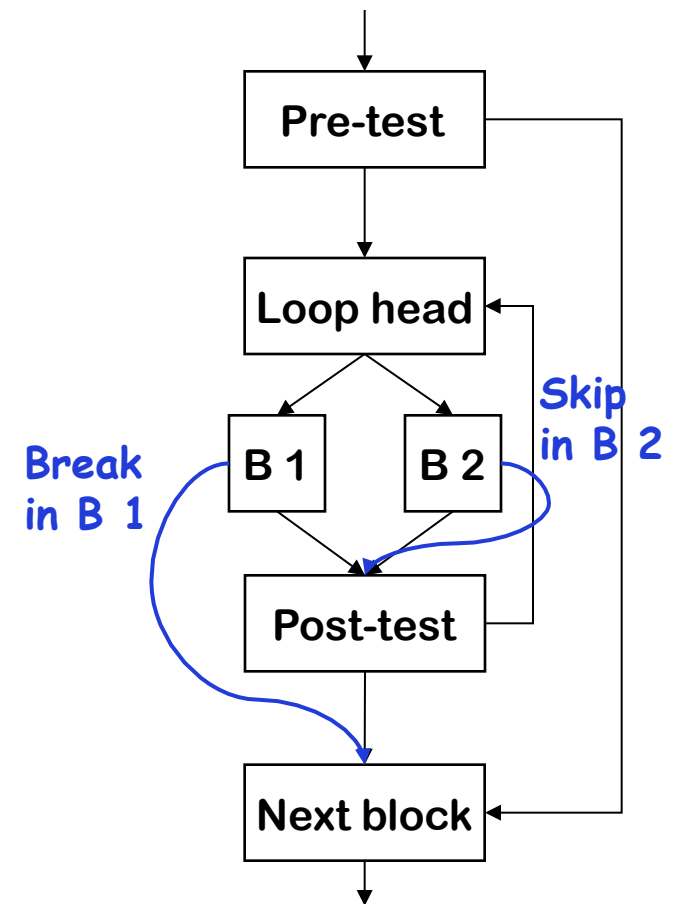 Pre-test
Loop head
Skip
in B 2
B 1
B 2
Break
in B 1
Post-test
Next block